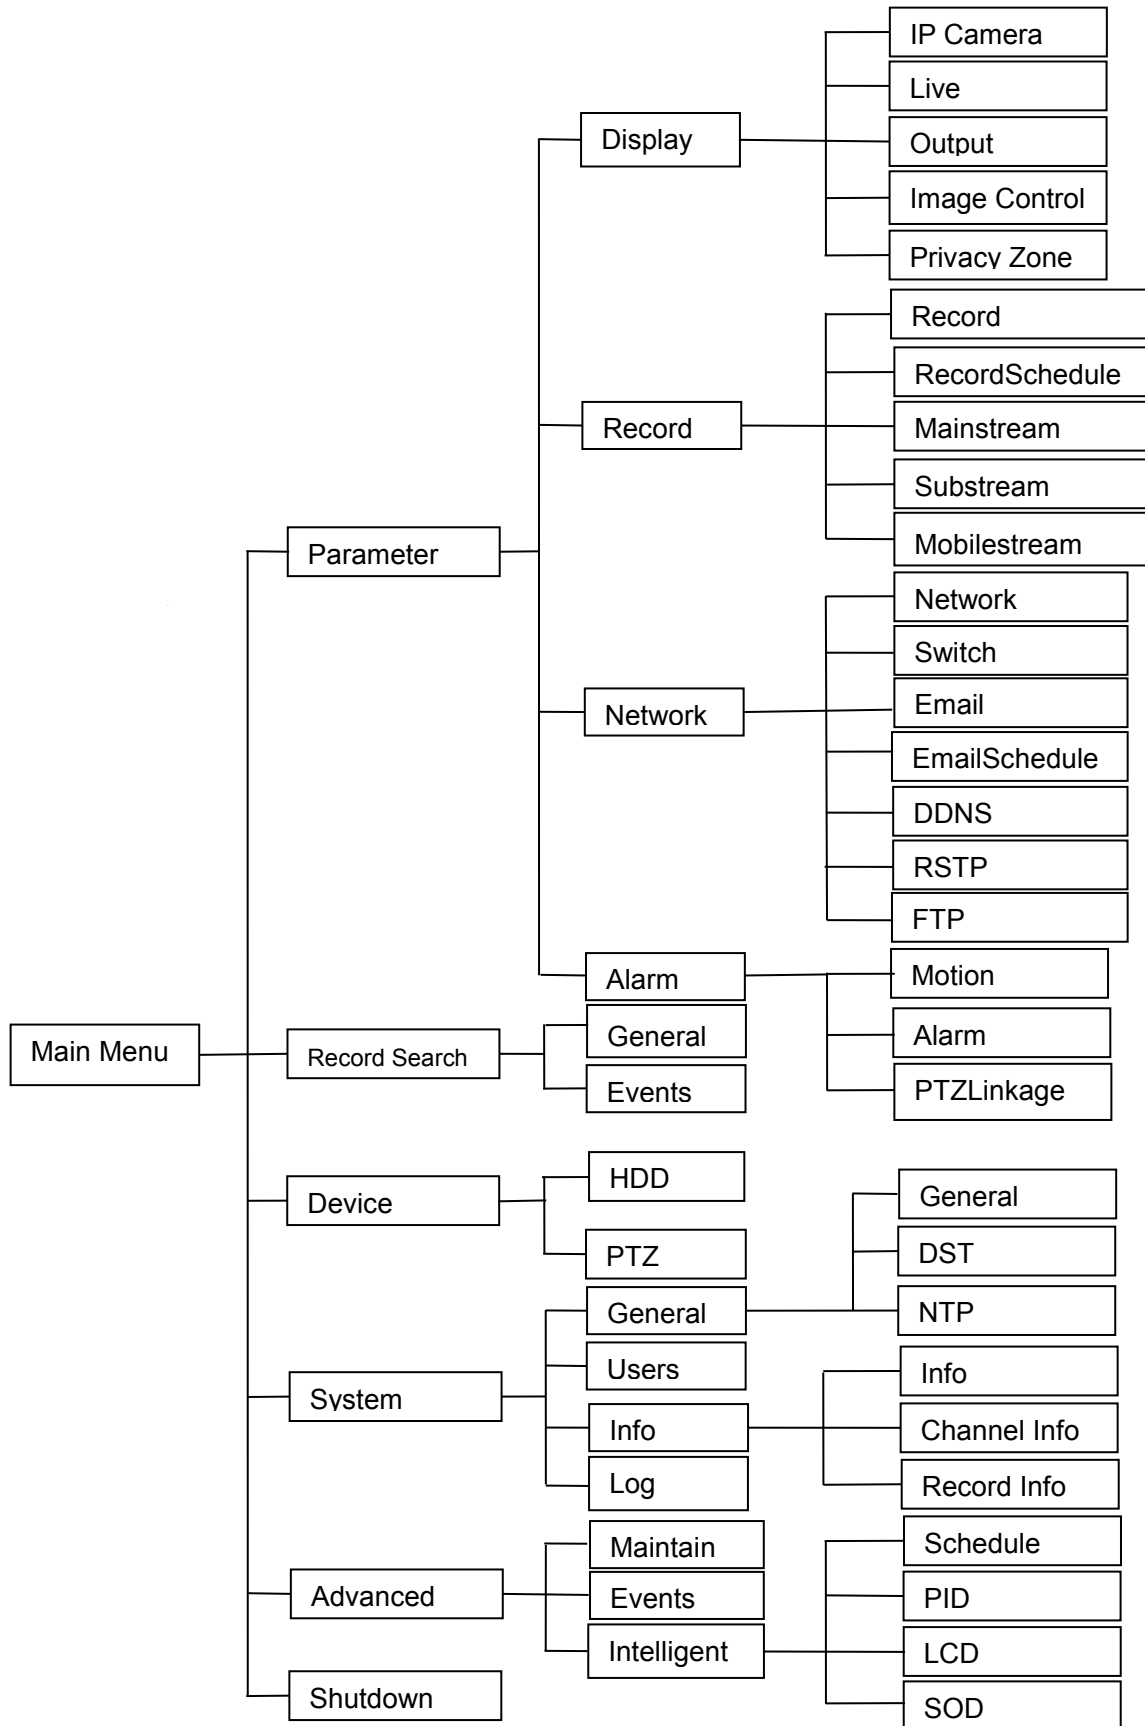 IP Camera
Live
Display
Output
Image Control
Privacy Zone
Record
RecordSchedule
Record
Mainstream
Substream
Parameter
Mobilestream
Network
Switch
Network
Email
EmailSchedule
DDNS
RSTP
FTP
Alarm
Motion
Main Menu
Record Search
General
Alarm
Events
PTZLinkage
Device
HDD
General
PTZ
DST
General
NTP
System
Users
Info
Info
Channel Info
Log
Record Info
Advanced
Maintain
Schedule
Events
PID
Intelligent
LCD
Shutdown
SOD